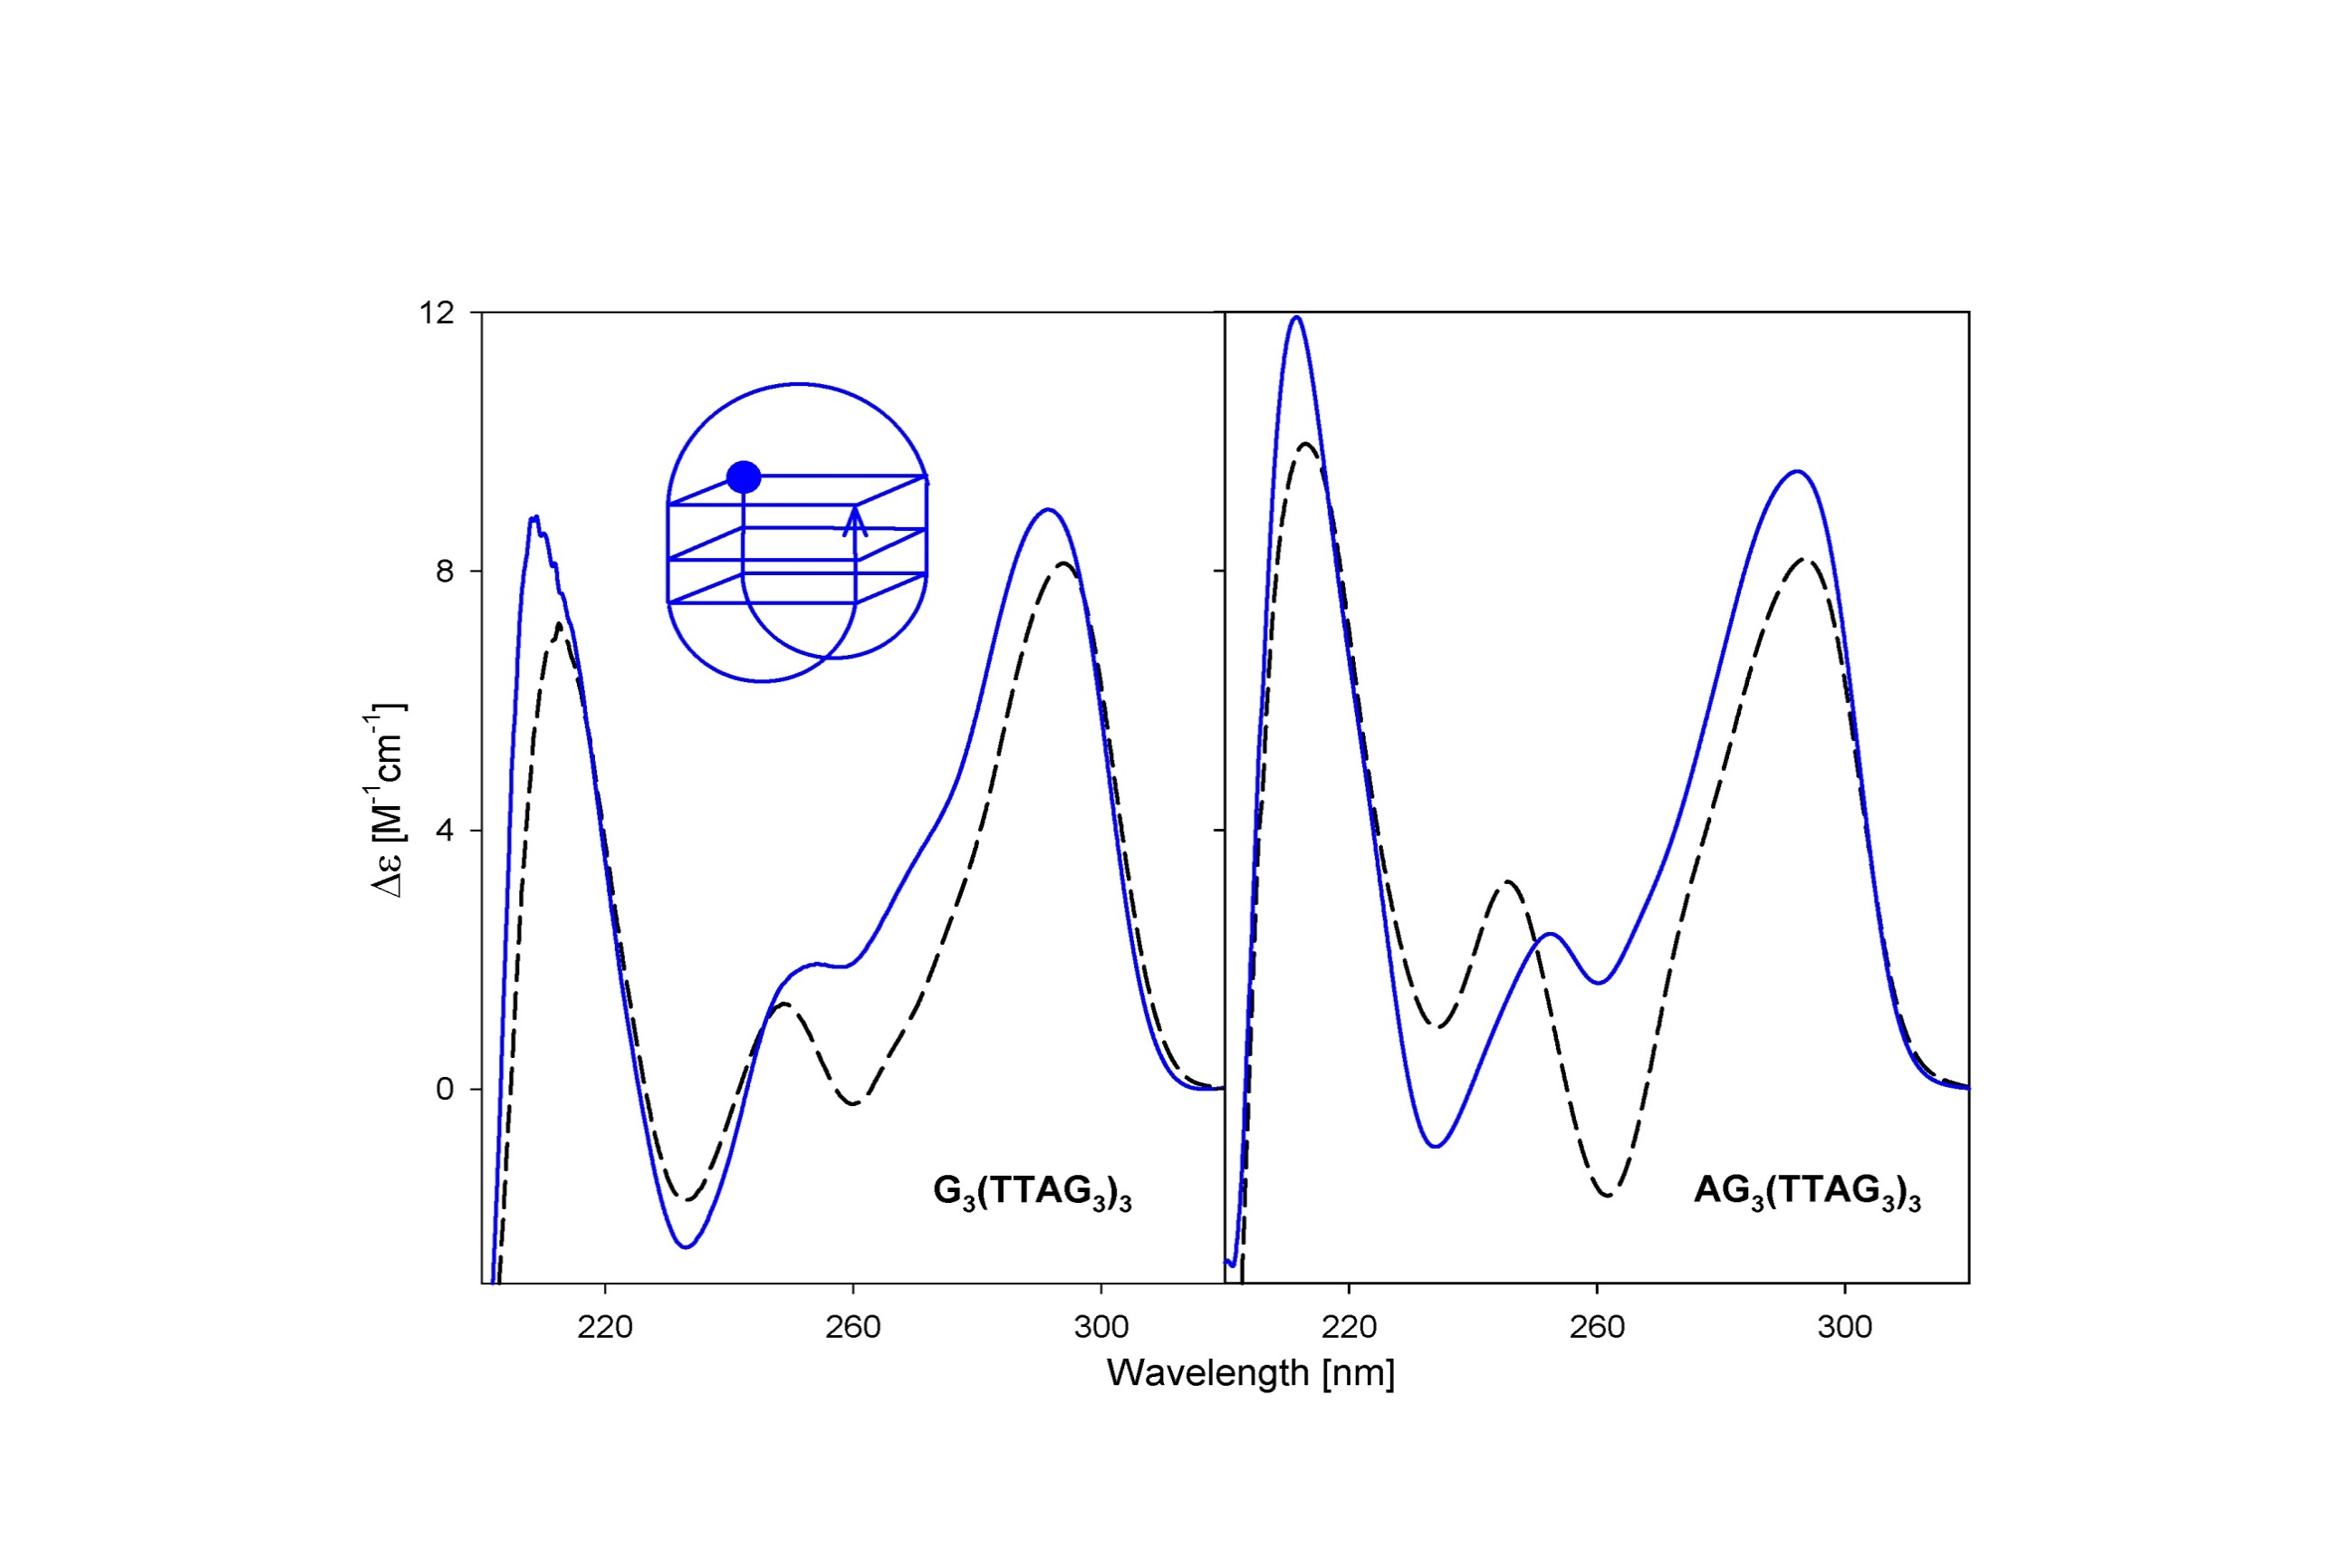 12
8
4
0
Δε [M⁻¹cm⁻¹]
G₃(TTAG₃)₃
AG₃(TTAG₃)₃
220 260 300 220 260 300
Wavelength [nm]